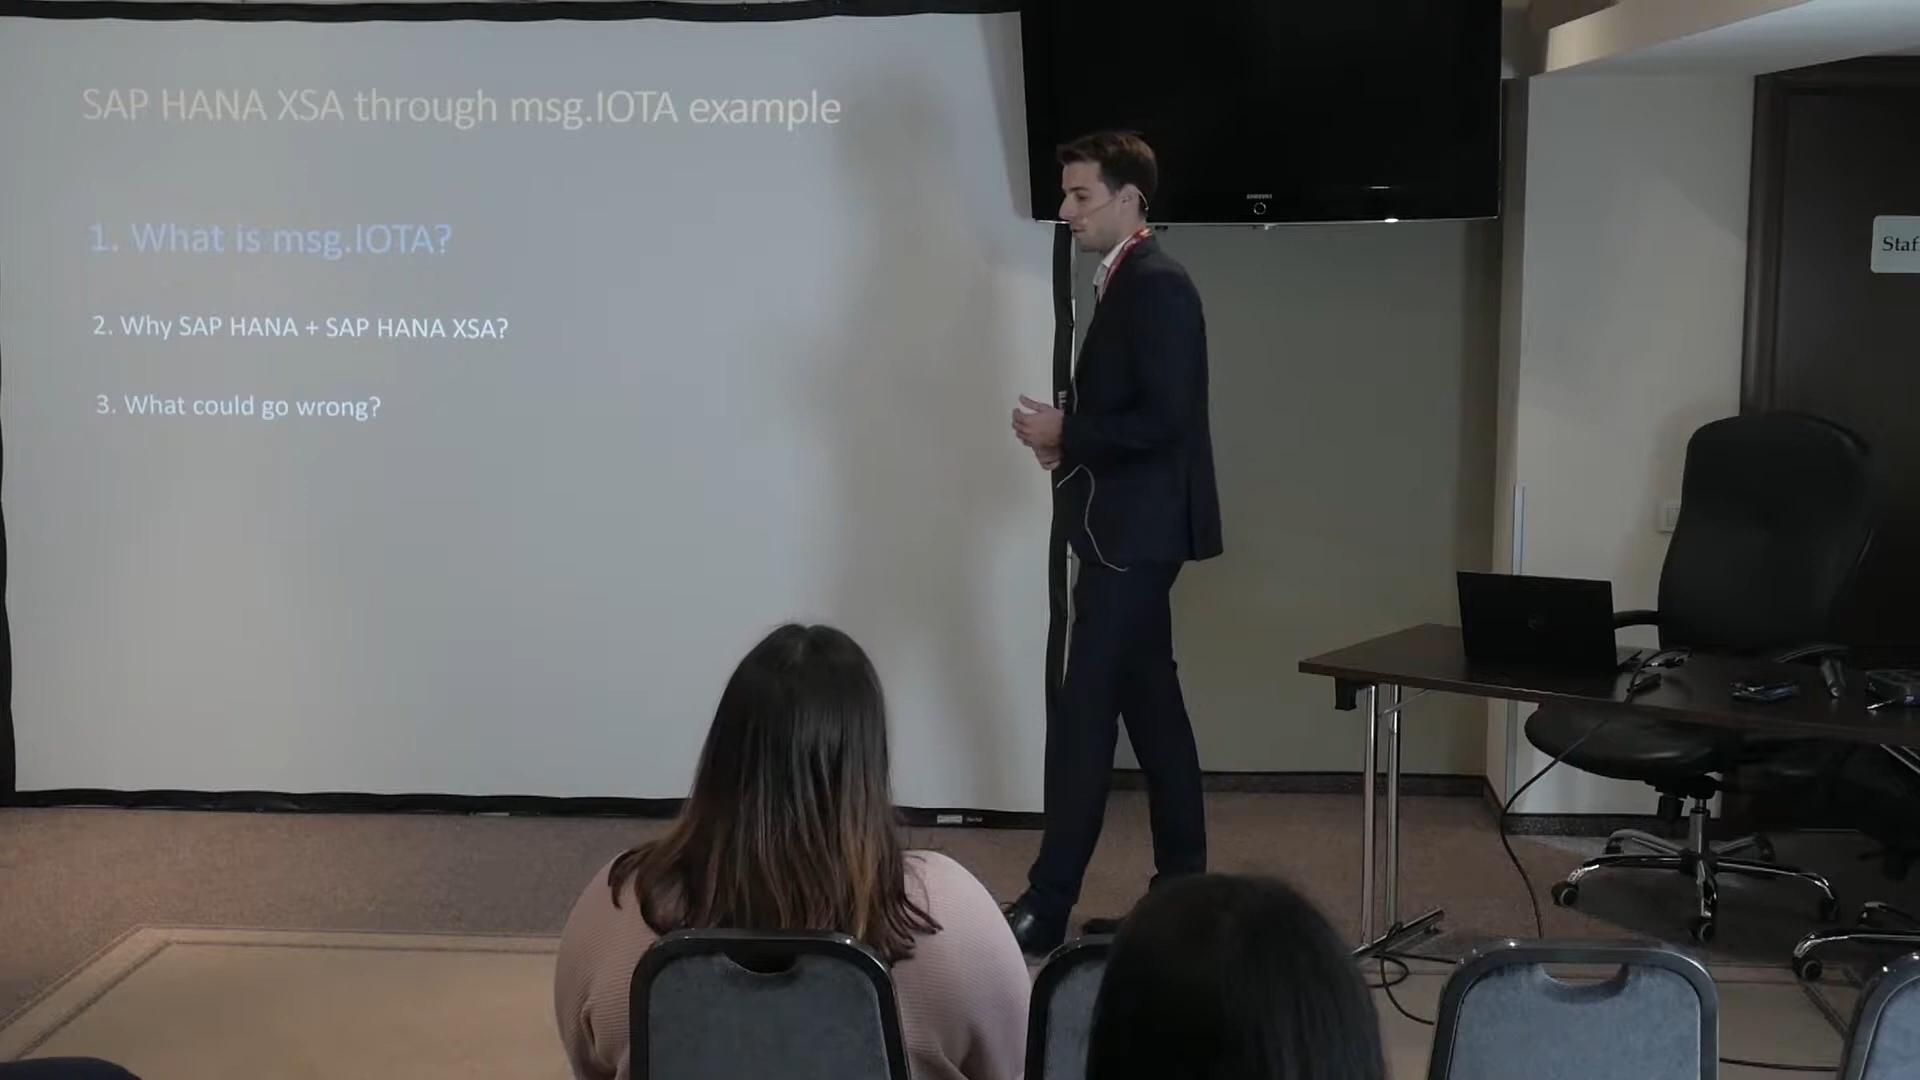 SAP HANA XSA through msg.IOTA example
1. What is msg.IOTA?
2. Why SAP HANA + SAP HANA XSA?
3. What could go wrong?
SAMSUNG